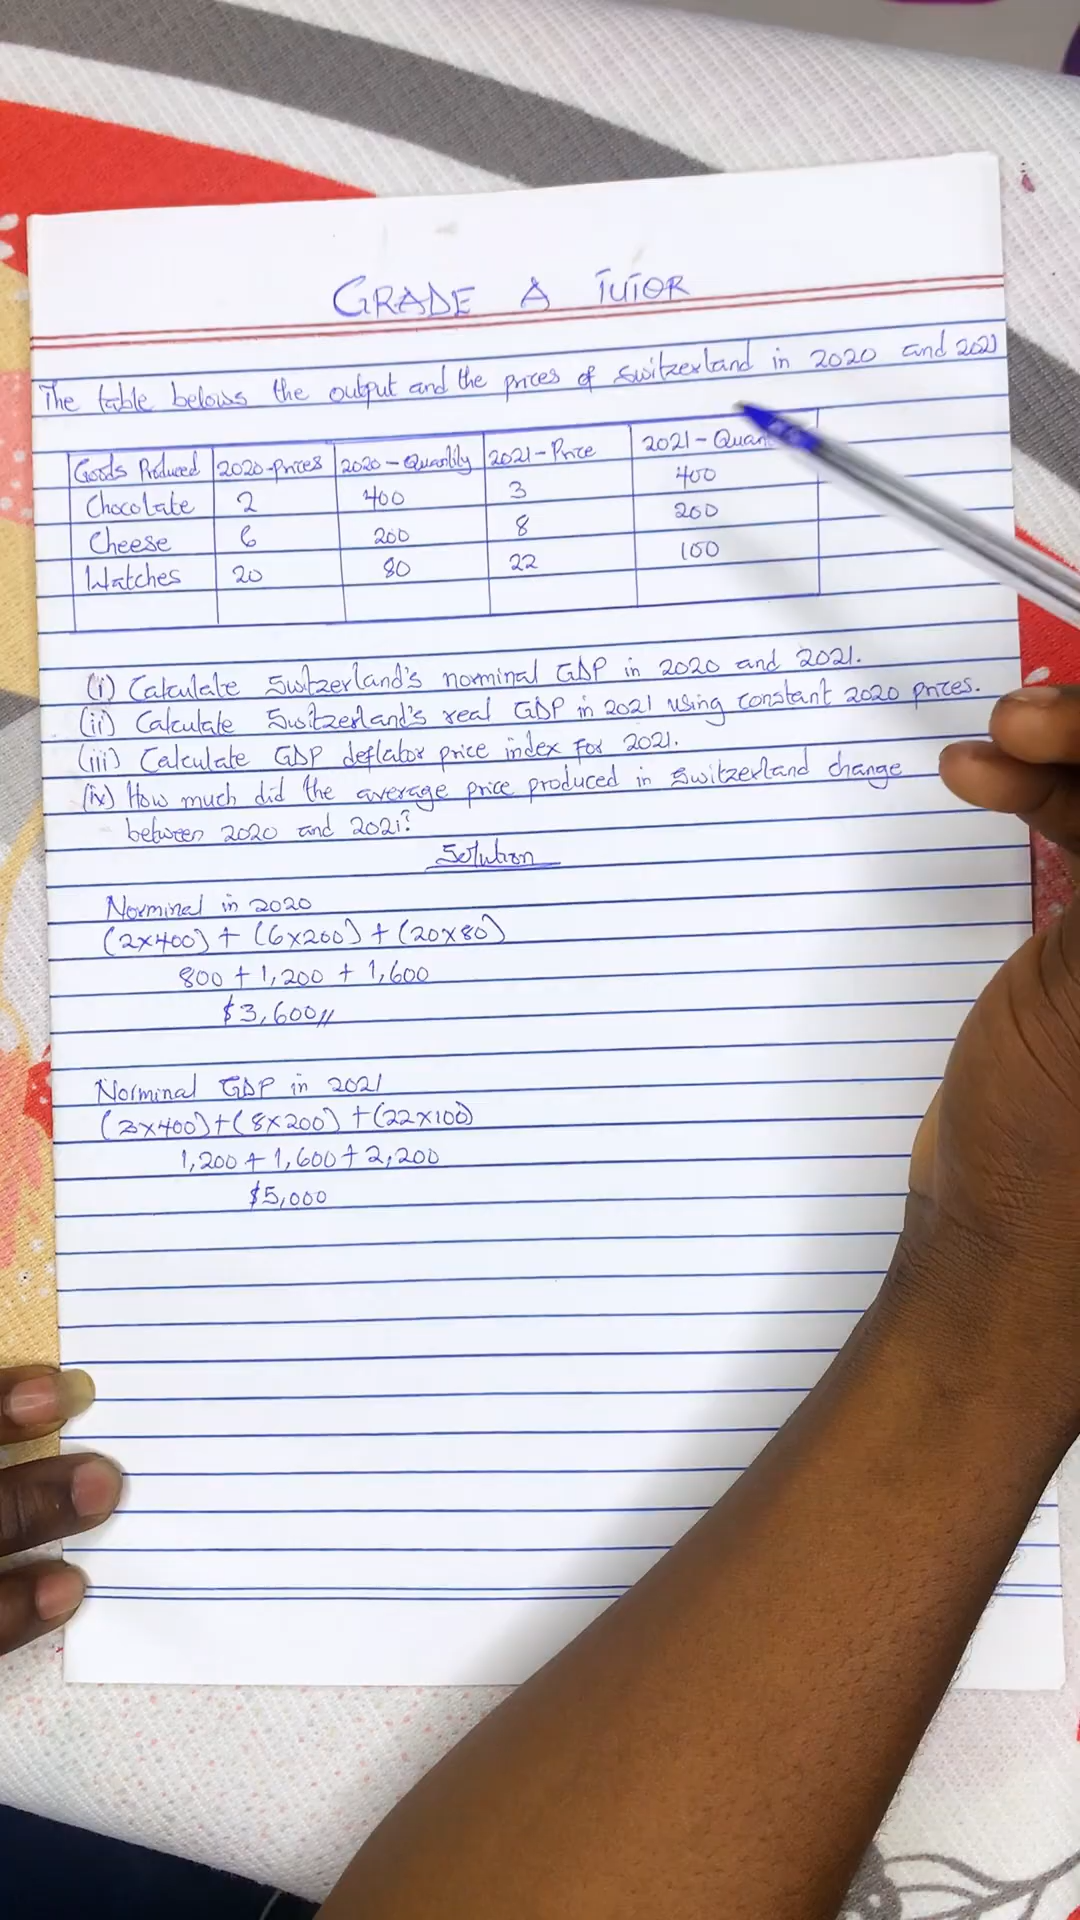 GRADE A TUTOR
The table belows the output and the prices of Switzerland in 2020 and 2021
Goods Produced 2020-prices 2020-Quantity 2021-Price 2021-Quan
Chocolate 2 400 3 400
Cheese 6 200 8 200
Watches 20 80 22 100
(i) Calculate Switzerland's norminal GDP in 2020 and 2021.
(ii) Calculate Switzerland's real GDP in 2021 using constant 2020 prices.
(iii) Calculate GDP deflator price index for 2021.
(iv) How much did the average price produced in Switzerland change
between 2020 and 2021?
Solution
Norminal in 2020
(2x400) + (6x200) + (20x80)
800 + 1,200 + 1,600
$3,600//
Norminal GDP in 2021
(3x400)+(8x200)+(22x100)
1,200 + 1,600 + 2,200
$5,000